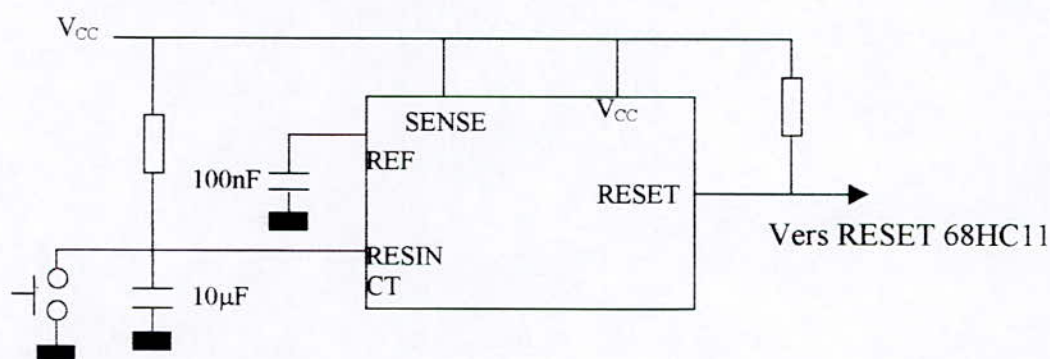 Vcc
SENSE
Vcc
REF
100nF
RESET
Vers RESET 68HC11
RESIN
CT
10μF